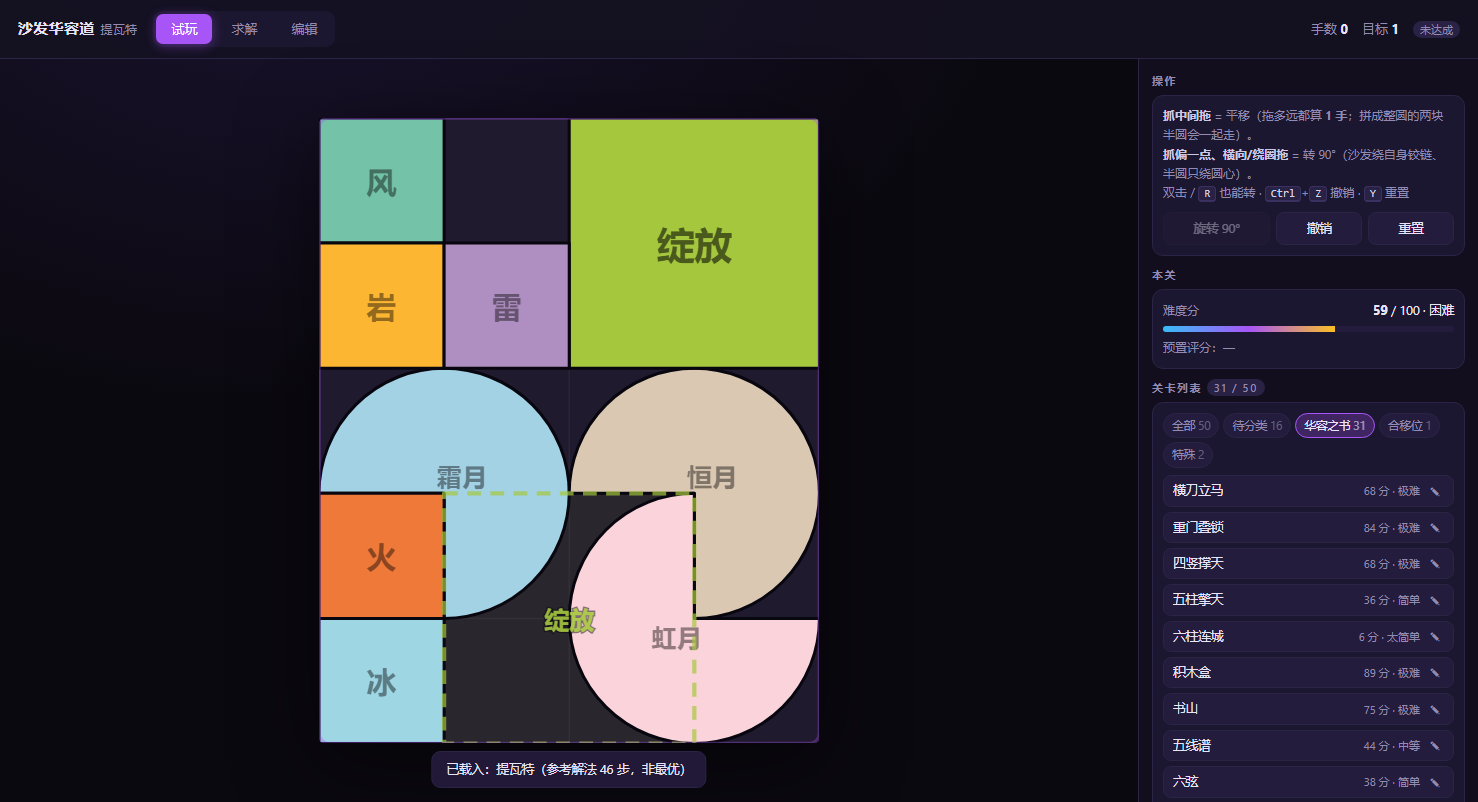 沙发华容道 提瓦特 试玩 求解 编辑 手数 0 目标 1 未达成
风
绽放
岩
雷
霜月
恒月
火
绽放
虹月
冰
已载入：提瓦特（参考解法 46 步，非最优）
操作
抓中间拖 = 平移（拖多远都算 1 手；拼成整圆的两块
半圆会一起走）。
抓偏一点、横向/绕圈拖 = 转 90°（沙发绕自身铰链、
半圆只绕圆心）。
双击 / R 也能转 · Ctrl + Z 撤销 · Y 重置
旋转 90° 撤销 重置
本关
难度分 59 / 100 · 困难
预置评分：—
关卡列表 31 / 50
全部 50 待分类 16 华容之书 31 合移位 1
特殊 2
横刀立马 68 分 · 极难
重门叠锁 84 分 · 极难
四竖撑天 68 分 · 极难
五柱擎天 36 分 · 简单
六柱连城 6 分 · 太简单
积木盒 89 分 · 极难
书山 75 分 · 极难
五线谱 44 分 · 中等
六弦 38 分 · 简单